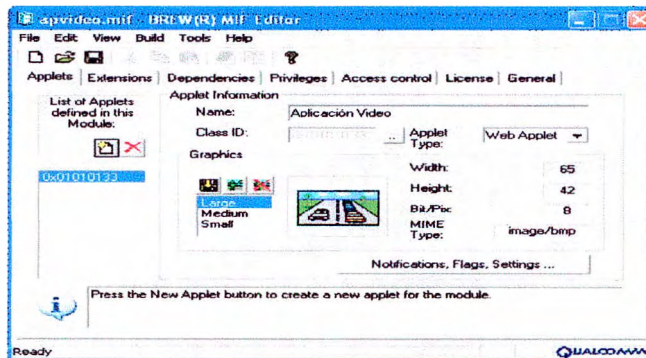 apvideo.mif - BREW(R) MIF Editor
File Edit View Build Tools Help
Applets Extensions Dependencies Privileges Access control License General
List of Applets defined in this Module:
0x01010133
Applet Information
Name: Aplicación Video
Class ID: ... Applet Type: Web Applet
Graphics
Large
Medium
Small
Width: 65
Height: 42
Bit/Pix: 8
MIME Type: image/bmp
Notifications, Flags, Settings ...
Press the New Applet button to create a new applet for the module.
Ready QUALCOMM